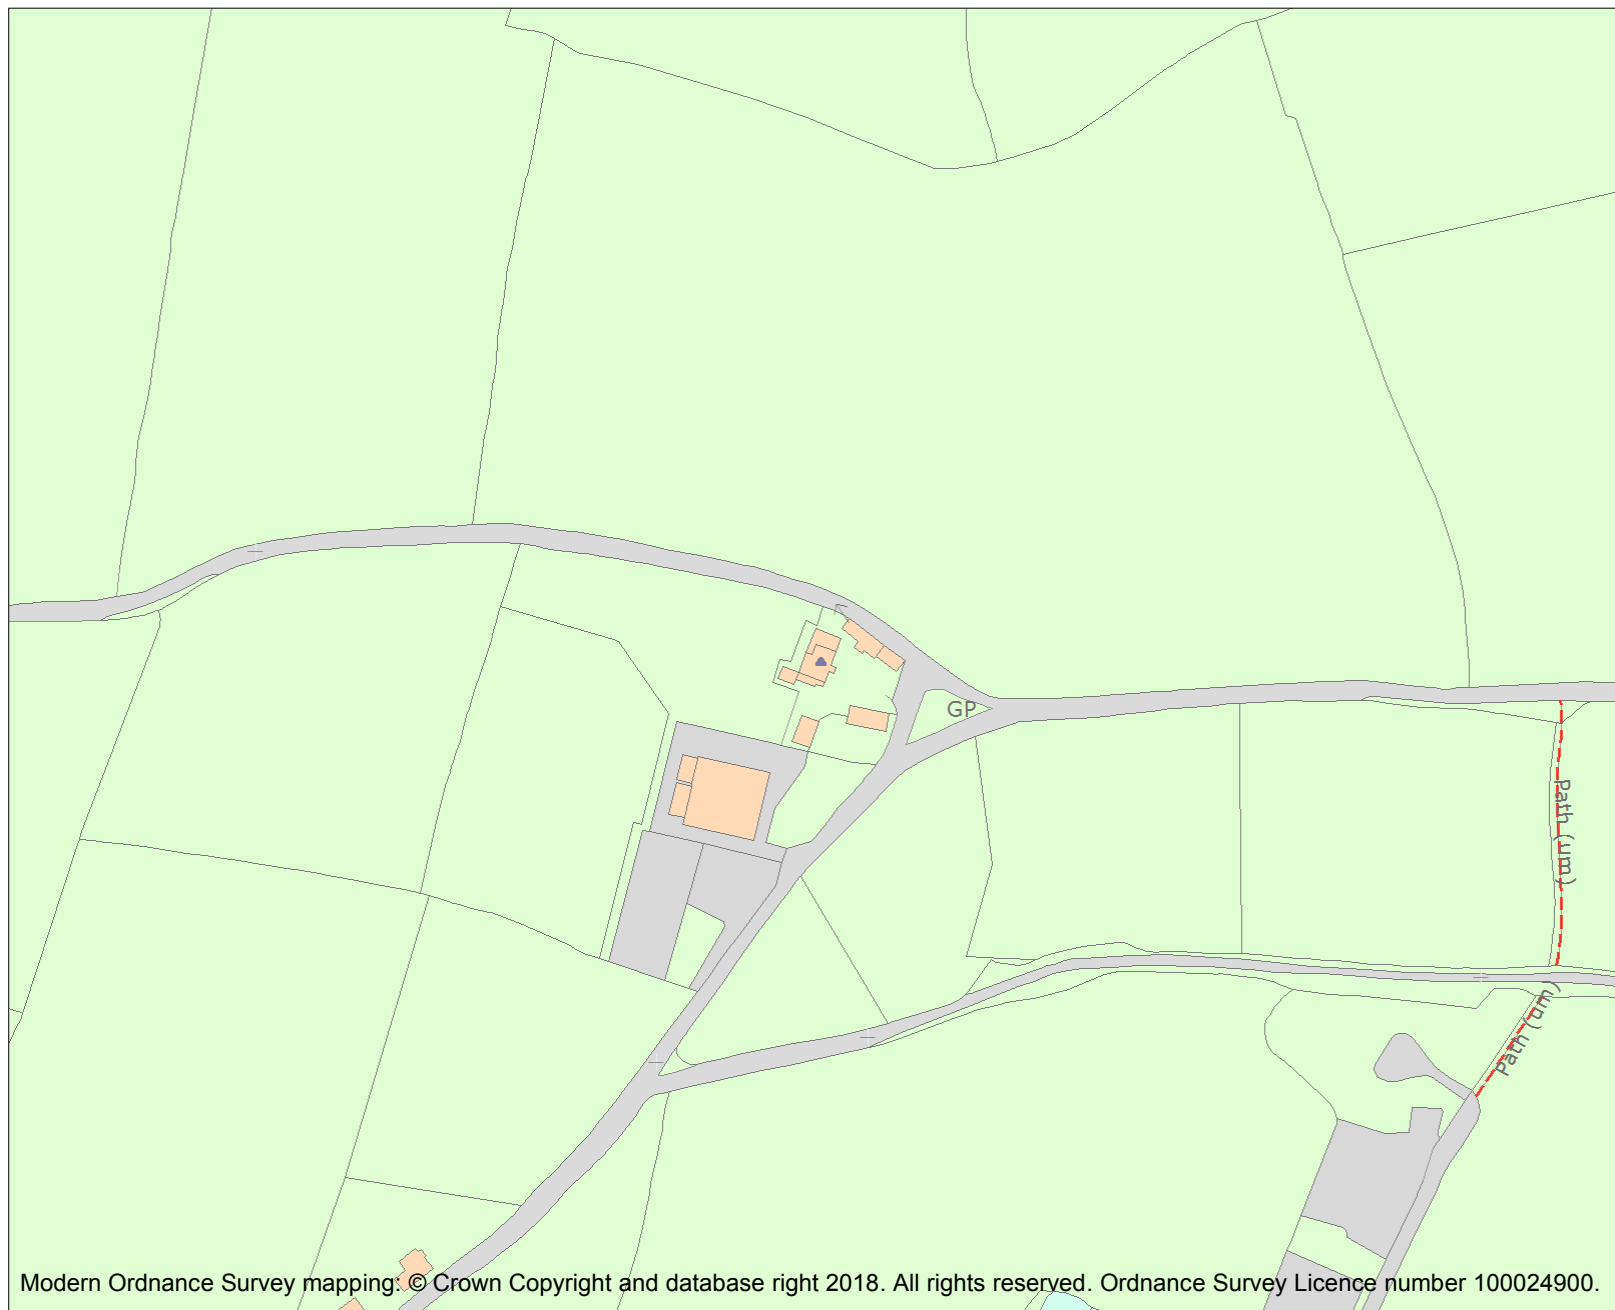 GP
Path (um)
Path (um)
Modern Ordnance Survey mapping: © Crown Copyright and database right 2018. All rights reserved. Ordnance Survey Licence number 100024900.